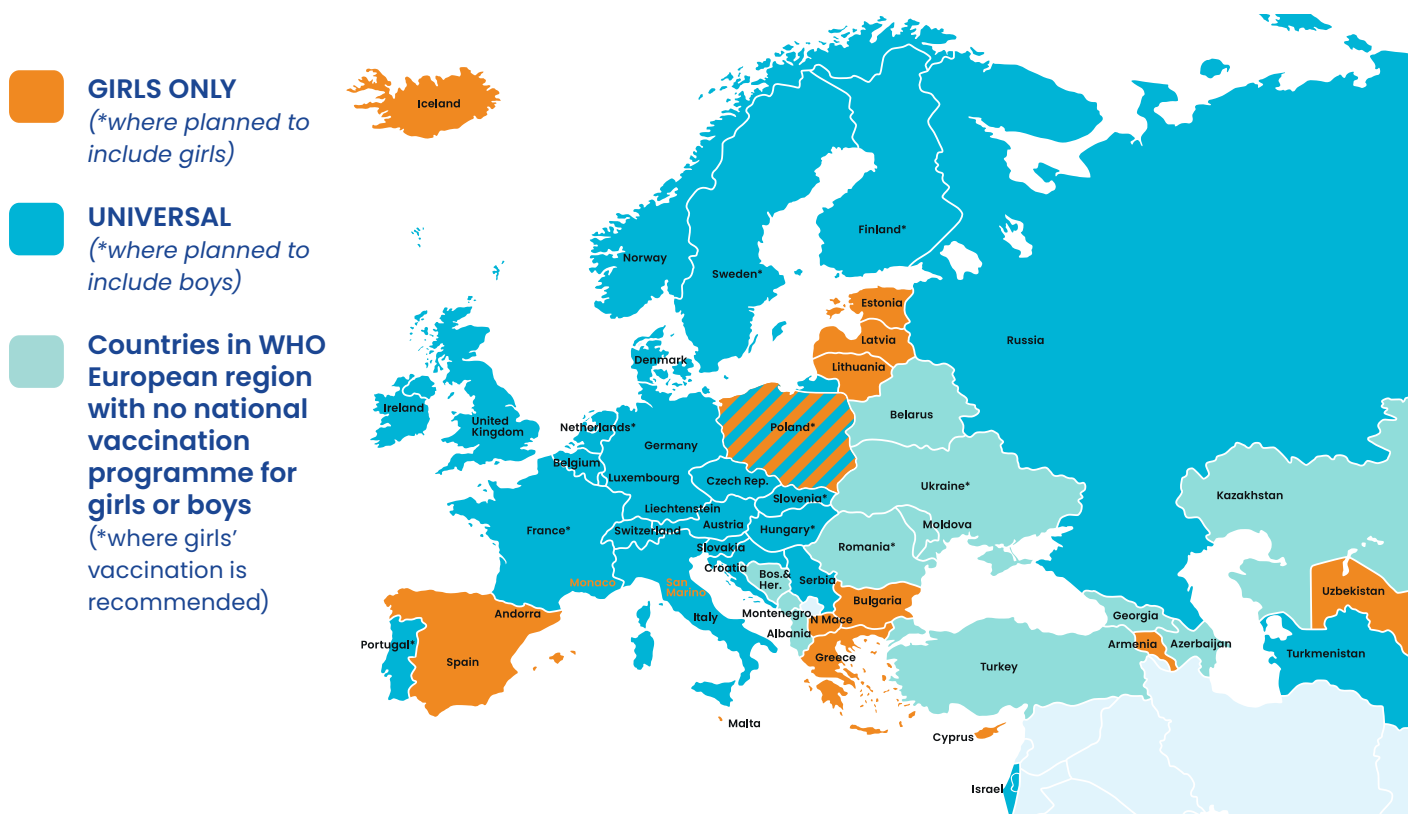 GIRLS ONLY
(*where planned to
include girls)
UNIVERSAL
(*where planned to
include boys)
Countries in WHO
European region
with no national
vaccination
programme for
girls or boys
(*where girls’
vaccination is
recommended)
Iceland
Norway
Sweden*
Finland*
Estonia
Latvia
Lithuania
Russia
Denmark
Ireland
United
Kingdom
Netherlands*
Belgium
Germany
Luxembourg
Poland*
Belarus
Czech Rep.
Slovenia*
Ukraine*
Kazakhstan
Liechtenstein
France*
Switzerland
Austria
Hungary*
Moldova
Slovakia
Romania*
Croatia
Bos.&
Her.
Serbia
Monaco
San
Marino
Bulgaria
Uzbekistan
Andorra
Italy
Montenegro
N Mace
Georgia
Albania
Portugal*
Spain
Greece
Turkey
Armenia
Azerbaijan
Turkmenistan
Malta
Cyprus
Israel